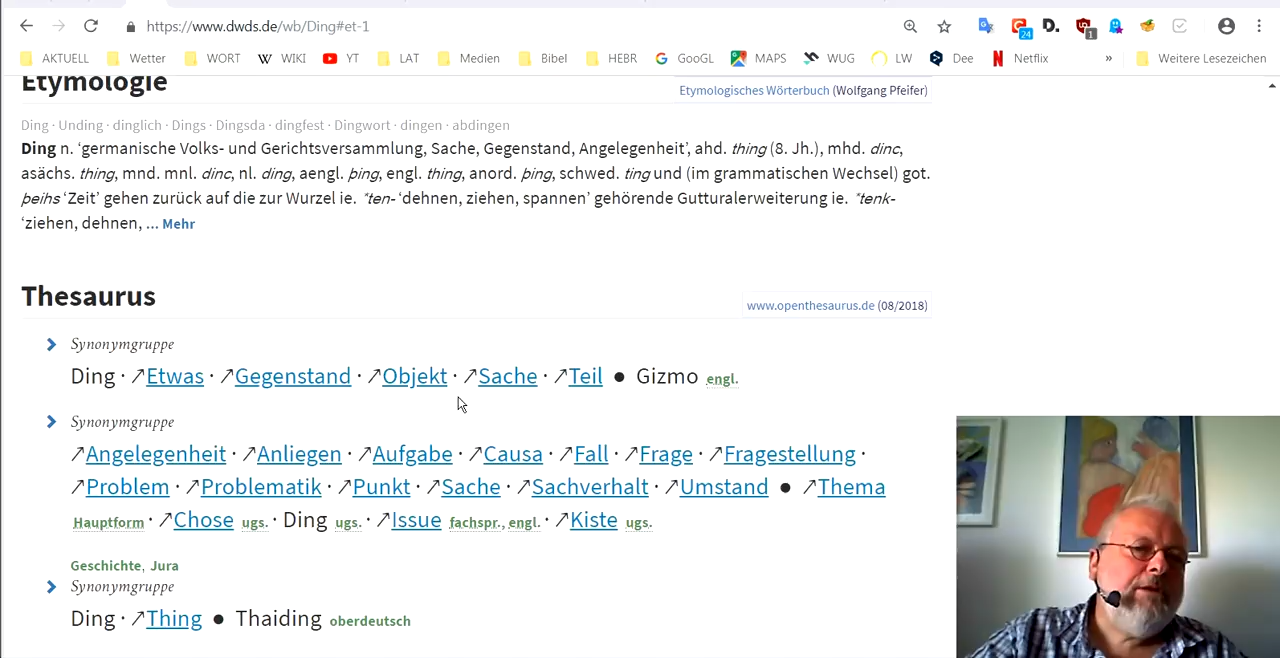 https://www.dwds.de/wb/Ding#et-1
24
D.
1
AKTUELL Wetter WORT W WIKI YT LAT Medien Bibel HEBR G GooGL MAPS WUG LW Dee N Netflix » Weitere Lesezeichen
Etymologie
Etymologisches Wörterbuch (Wolfgang Pfeifer)
Ding · Unding · dinglich · Dings · Dingsda · dingfest · Dingwort · dingen · abdingen
Ding n. ‘germanische Volks- und Gerichtsversammlung, Sache, Gegenstand, Angelegenheit’, ahd. thing (8. Jh.), mhd. dinc,
asächs. thing, mnd. mnl. dinc, nl. ding, aengl. þing, engl. thing, anord. þing, schwed. ting und (im grammatischen Wechsel) got.
þeihs ‘Zeit’ gehen zurück auf die zur Wurzel ie. *ten- ‘dehnen, ziehen, spannen’ gehörende Gutturalerweiterung ie. *tenk-
‘ziehen, dehnen, ... Mehr
Thesaurus
www.openthesaurus.de (08/2018)
Synonymgruppe
Ding · ↗Etwas · ↗Gegenstand · ↗Objekt · ↗Sache · ↗Teil ● Gizmo engl.
Synonymgruppe
↗Angelegenheit · ↗Anliegen · ↗Aufgabe · ↗Causa · ↗Fall · ↗Frage · ↗Fragestellung ·
↗Problem · ↗Problematik · ↗Punkt · ↗Sache · ↗Sachverhalt · ↗Umstand ● ↗Thema
Hauptform · ↗Chose ugs. · Ding ugs. · ↗Issue fachspr., engl. · ↗Kiste ugs.
Geschichte, Jura
Synonymgruppe
Ding · ↗Thing ● Thaiding oberdeutsch